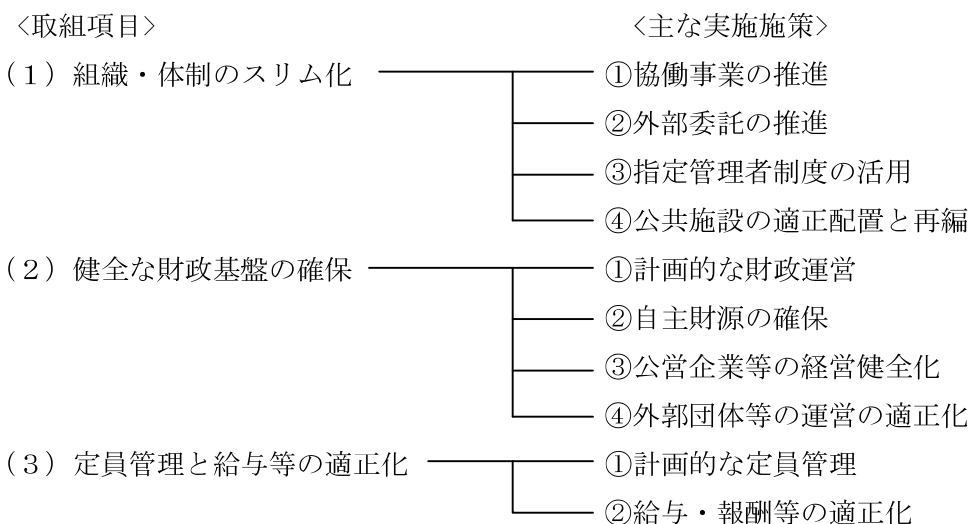 <取組項目> <主な実施施策>
(1)組織・体制のスリム化 ①協働事業の推進
②外部委託の推進
③指定管理者制度の活用
④公共施設の適正配置と再編
(2)健全な財政基盤の確保 ①計画的な財政運営
②自主財源の確保
③公営企業等の経営健全化
④外郭団体等の運営の適正化
(3)定員管理と給与等の適正化 ①計画的な定員管理
②給与・報酬等の適正化